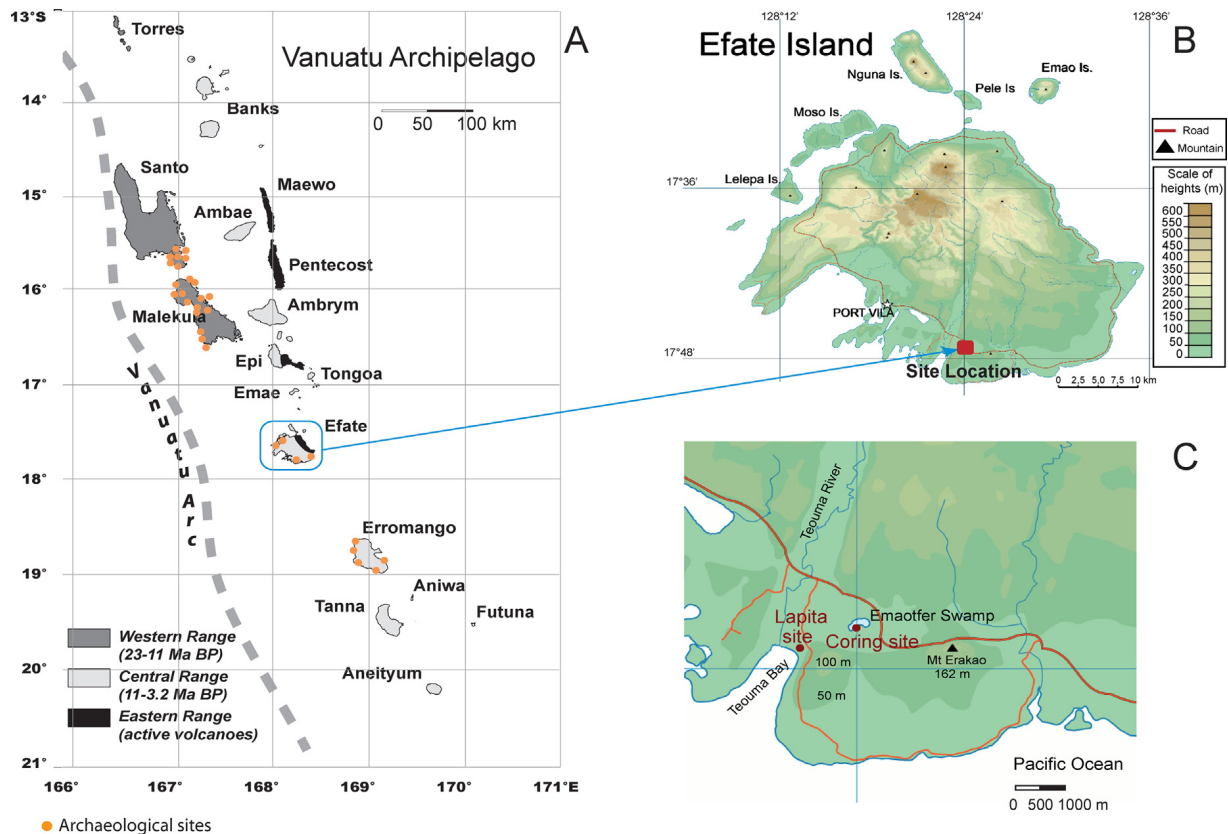 A
Vanuatu Archipelago
13°S
14°
15°
16°
17°
18°
19°
20°
21°
166°
167°
168°
169°
170°
171°E
0 50 100 km
Torres
Banks
Santo
Maewo
Ambae
Pentecost
Ambrym
Malekula
Epi
Tongoa
Emae
Efate
Erromango
Aniwa
Tanna
Futuna
Aneityum
Vanuatu Arc
Western Range
(23-11 Ma BP)
Central Range
(11-3.2 Ma BP)
Eastern Range
(active volcanoes)
Archaeological sites
B
Efate Island
128°12'
128°24'
128°36'
17°36'
17°48'
Nguna Is.
Emao Is.
Pele Is
Moso Is.
Lelepa Is.
PORT VILA
Site Location
0 2,5 5,0 10 km
Road
Mountain
Scale of
heights (m)
600
550
500
450
400
350
300
250
200
150
100
50
0
C
Teouma River
Emaotfer Swamp
Lapita
site
Coring site
Mt Erakao
162 m
100 m
50 m
Teouma Bay
Pacific Ocean
0 500 1000 m